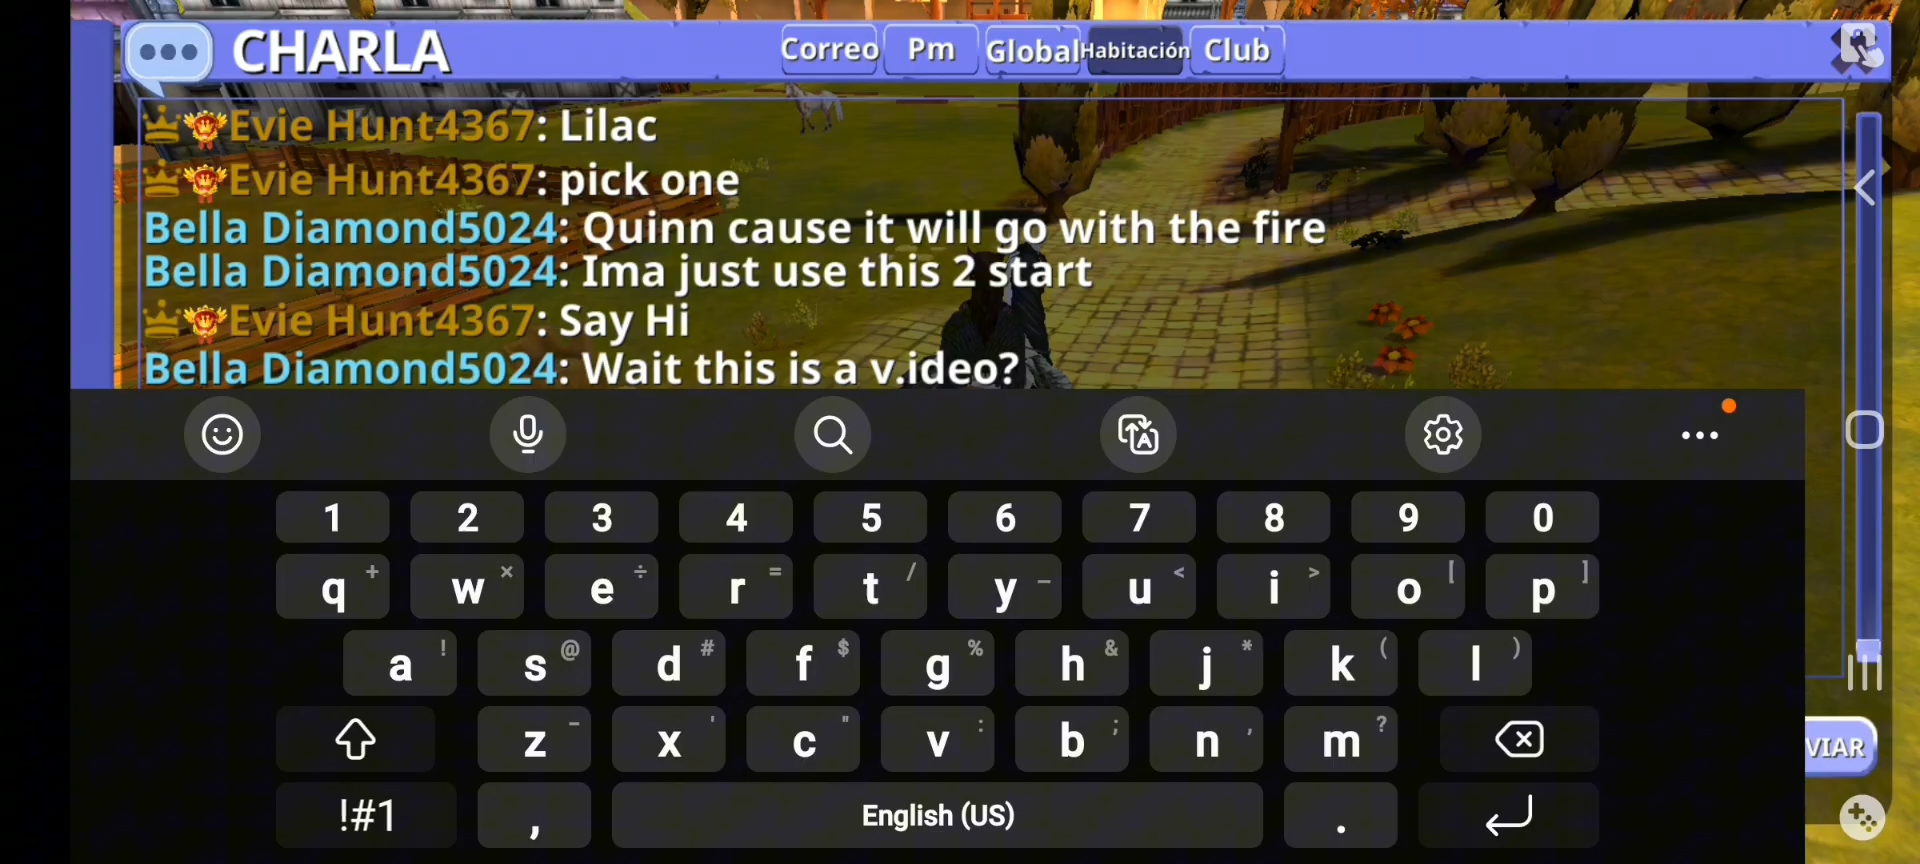 CHARLA Correo Pm Global Habitación Club
Evie Hunt4367: Lilac
Evie Hunt4367: pick one
Bella Diamond5024: Quinn cause it will go with the fire
Bella Diamond5024: Ima just use this 2 start
Evie Hunt4367: Say Hi
Bella Diamond5024: Wait this is a v.ideo?
1 2 3 4 5 6 7 8 9 0
q + w × e ÷ r = t / y _ u < i > o [ p ]
a ! s @ d # f $ g % h & j * k ( l )
z - x ' c " v : b ; n , m ?
VIAR
!#1 , English (US) .